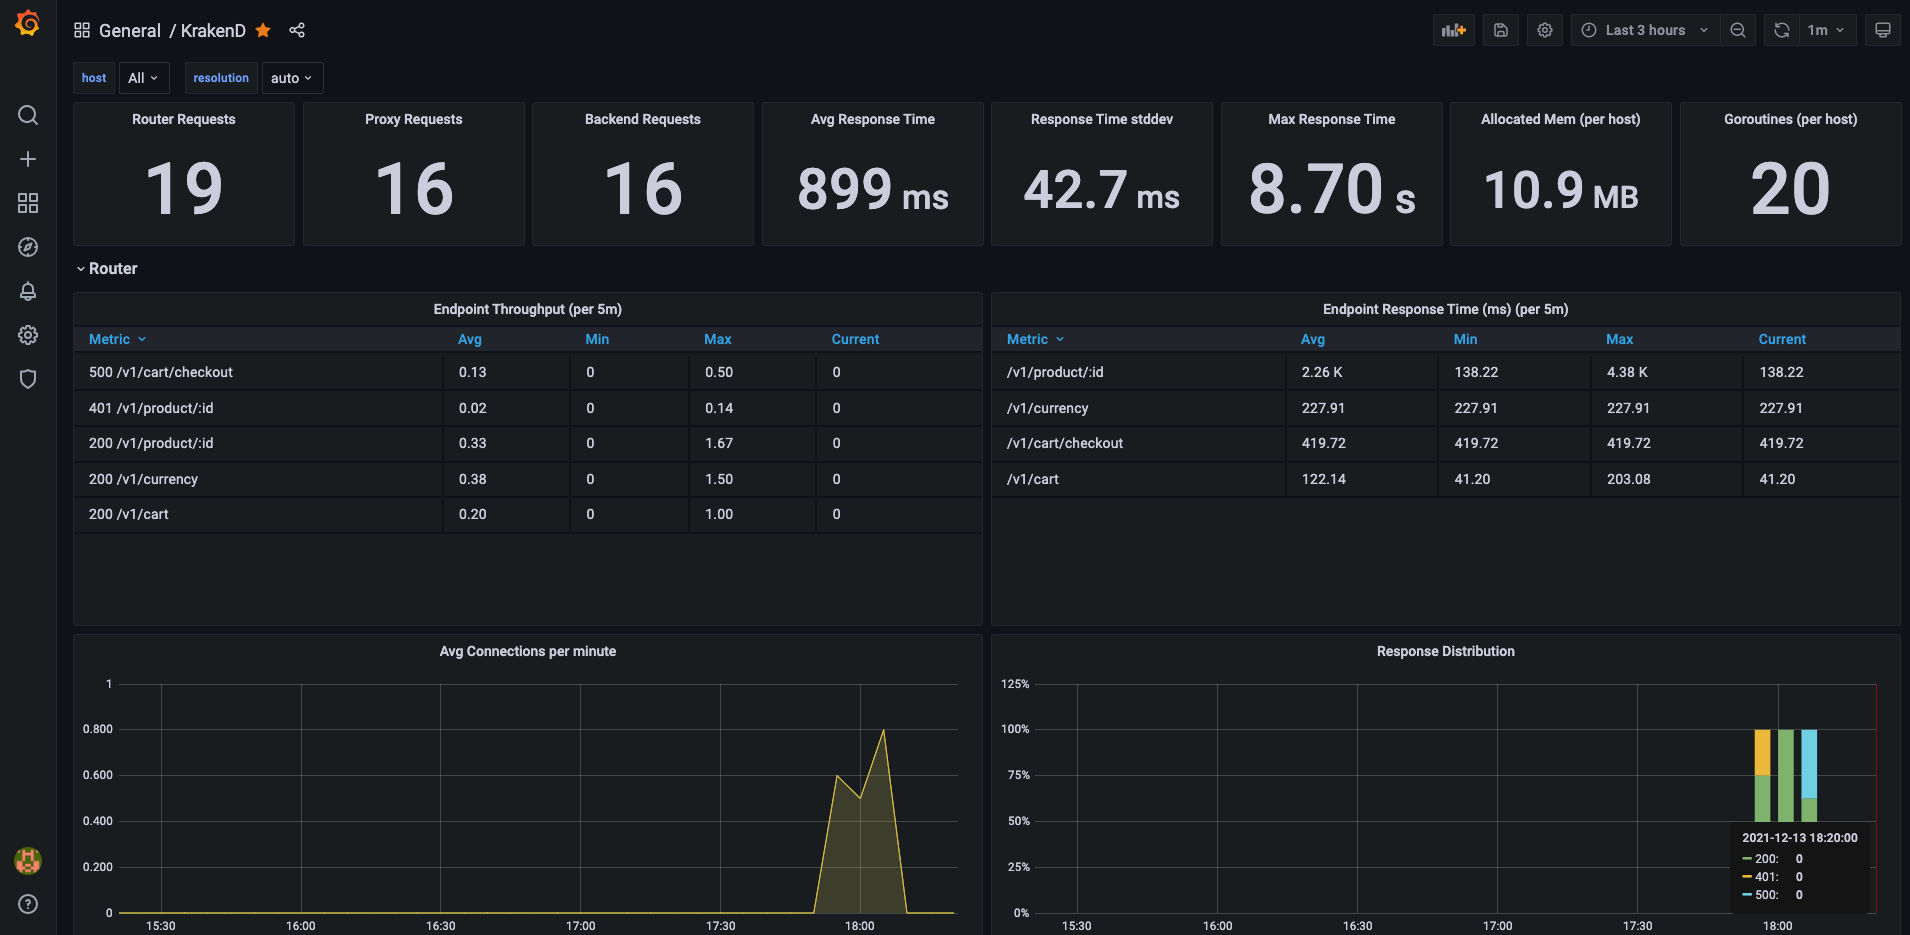 General / KrakenD
Last 3 hours
1m
host All resolution auto
Router Requests
19
Proxy Requests
16
Backend Requests
16
Avg Response Time
899 ms
Response Time stddev
42.7 ms
Max Response Time
8.70 s
Allocated Mem (per host)
10.9 MB
Goroutines (per host)
20
Router
Endpoint Throughput (per 5m)
Metric Avg Min Max Current
500 /v1/cart/checkout 0.13 0 0.50 0
401 /v1/product/:id 0.02 0 0.14 0
200 /v1/product/:id 0.33 0 1.67 0
200 /v1/currency 0.38 0 1.50 0
200 /v1/cart 0.20 0 1.00 0
Endpoint Response Time (ms) (per 5m)
Metric Avg Min Max Current
/v1/product/:id 2.26 K 138.22 4.38 K 138.22
/v1/currency 227.91 227.91 227.91 227.91
/v1/cart/checkout 419.72 419.72 419.72 419.72
/v1/cart 122.14 41.20 203.08 41.20
Avg Connections per minute
1
0.800
0.600
0.400
0.200
0
15:30 16:00 16:30 17:00 17:30 18:00
Response Distribution
125%
100%
75%
50%
25%
0%
15:30 16:00 16:30 17:00 17:30 18:00
2021-12-13 18:20:00
200: 0
401: 0
500: 0